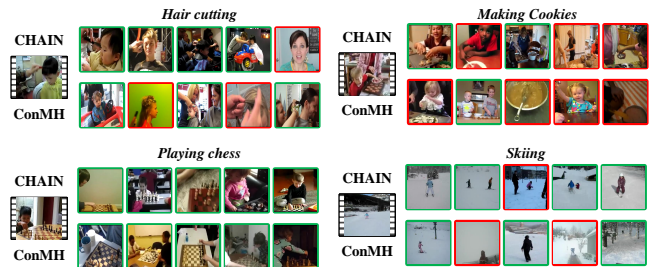 Hair cutting
CHAIN
ConMH
Making Cookies
CHAIN
ConMH
Playing chess
CHAIN
ConMH
Skiing
CHAIN
ConMH